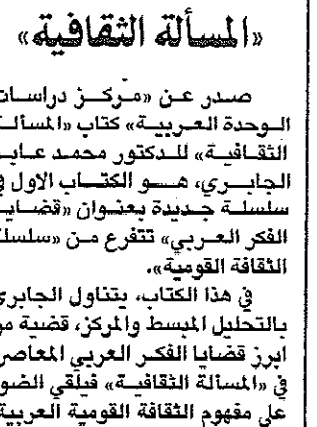 «المسألة الثقافية»
صدر عن «مركز دراسات
الوحدة العربية» كتاب «المسألة
الثقافية» للدكتور محمد عابد
الجابري، هو الكتاب الاول في
سلسلة جديدة بعنوان «قضايا
الفكر العربي» تتفرع من «سلسلة
الثقافة القومية».
في هذا الكتاب، يتناول الجابري
بالتحليل المبسط والمركز، قضية من
ابرز قضايا الفكر العربي المعاصر
في «المسألة الثقافية» فيلقي الضوء
على مفهوم الثقافة القومية العربية